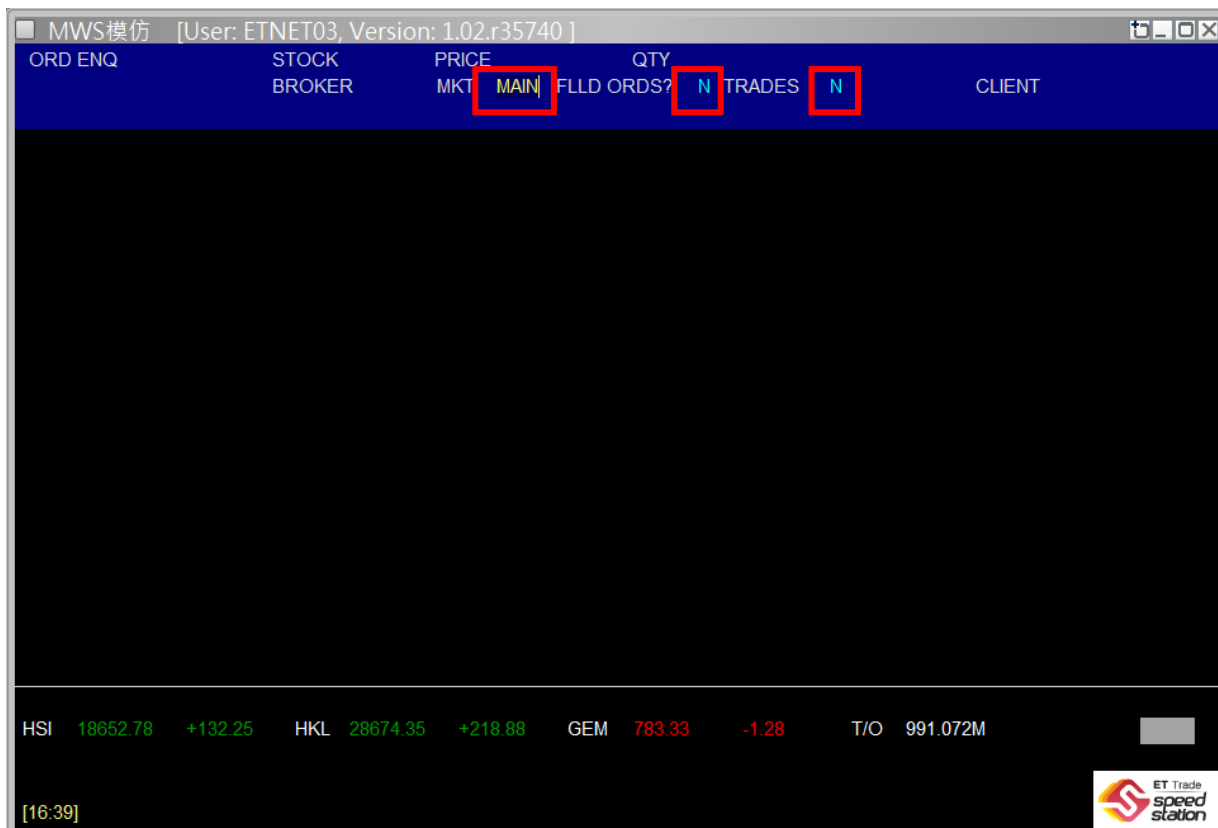 MWS模仿 [User: ETNET03, Version: 1.02.r35740 ]
ORD ENQ STOCK PRICE QTY
BROKER MKT MAIN FLLD ORDS? N TRADES N CLIENT
HSI 18652.78 +132.25 HKL 28674.35 +218.88 GEM 783.33 -1.28 T/O 991.072M
[16:39]
ET Trade
speed
station